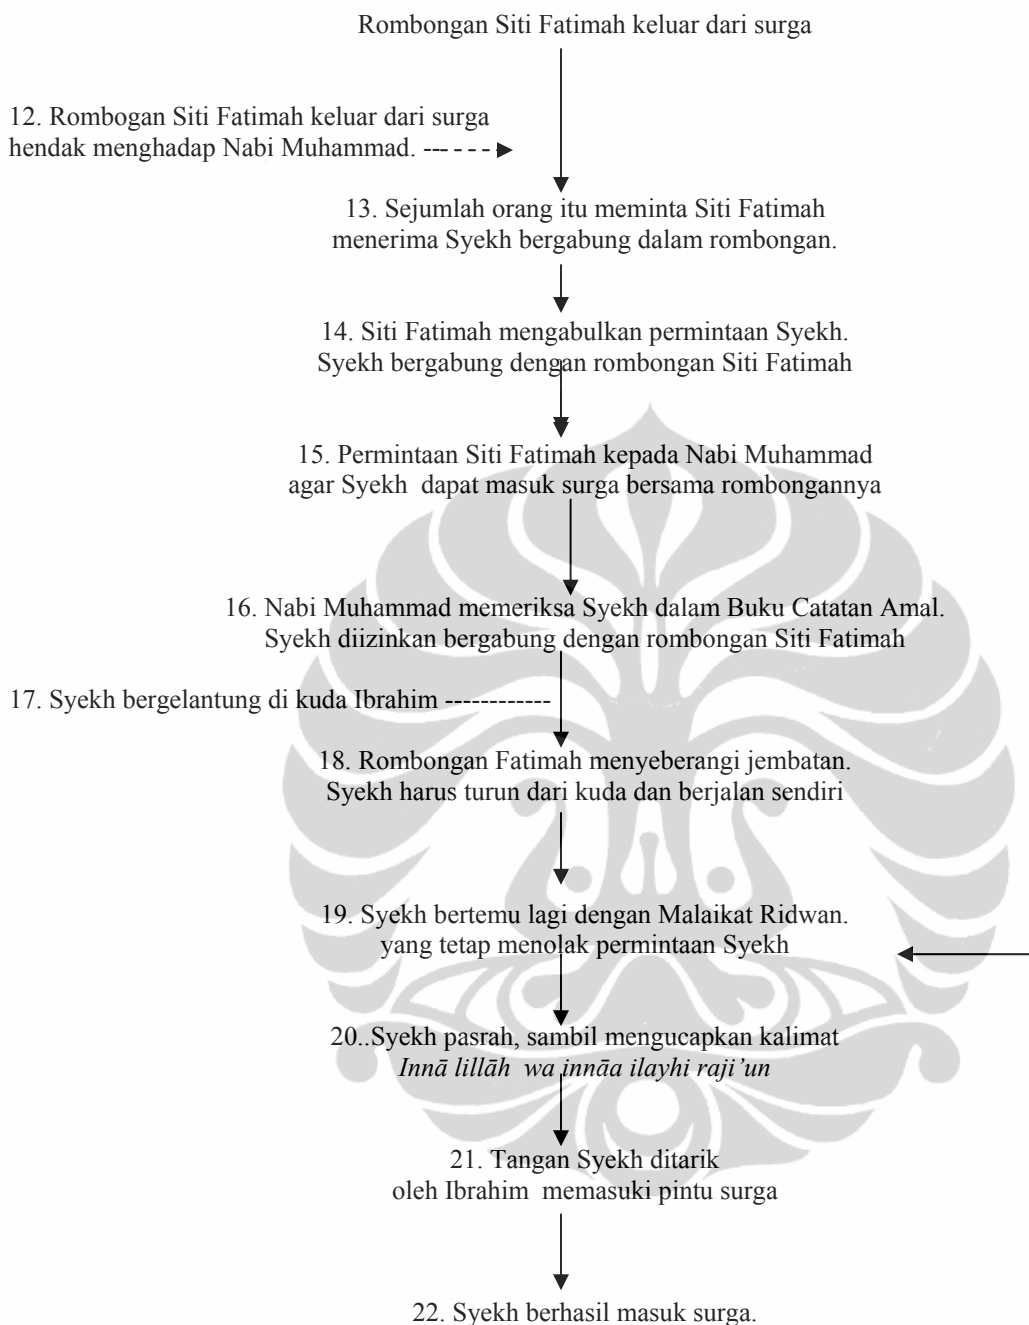 Rombongan Siti Fatimah keluar dari surga
12. Rombogan Siti Fatimah keluar dari surga
hendak menghadap Nabi Muhammad.
13. Sejumlah orang itu meminta Siti Fatimah
menerima Syekh bergabung dalam rombongan.
14. Siti Fatimah mengabulkan permintaan Syekh.
Syekh bergabung dengan rombongan Siti Fatimah
15. Permintaan Siti Fatimah kepada Nabi Muhammad
agar Syekh dapat masuk surga bersama rombongannya
16. Nabi Muhammad memeriksa Syekh dalam Buku Catatan Amal.
Syekh diizinkan bergabung dengan rombongan Siti Fatimah
17. Syekh bergelantung di kuda Ibrahim
18. Rombongan Fatimah menyeberangi jembatan.
Syekh harus turun dari kuda dan berjalan sendiri
19. Syekh bertemu lagi dengan Malaikat Ridwan.
yang tetap menolak permintaan Syekh
20..Syekh pasrah, sambil mengucapkan kalimat
Innā lillāh wa innāa ilayhi raji’un
21. Tangan Syekh ditarik
oleh Ibrahim memasuki pintu surga
22. Syekh berhasil masuk surga.